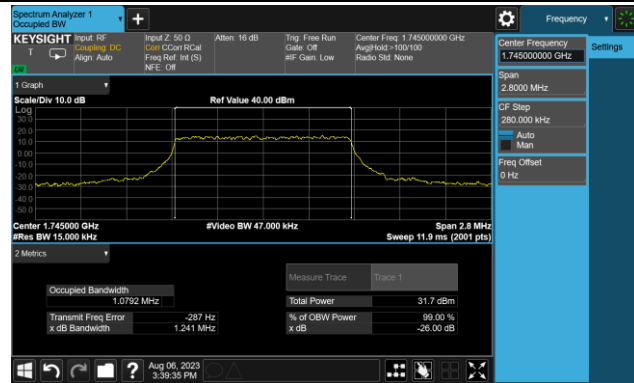 Spectrum Analyzer 1
Occupied BW
Frequency
KEYSIGHT
Input: RF
Coupling: DC
Align: Auto
Input Z: 50 Ω
Corr CCorr RCal
Freq Ref: Int (S)
NFE: Off
Atten: 16 dB
Trig: Free Run
Gate: Off
#IF Gain: Low
Center Freq: 1.745000000 GHz
Avg|Hold:>100/100
Radio Std: None
Center Frequency
1.745000000 GHz
Settings
Span
2.8000 MHz
CF Step
280.000 kHz
Auto
Man
Freq Offset
0 Hz
1 Graph
Scale/Div 10.0 dB
Ref Value 40.00 dBm
Log
30.0
20.0
10.0
0.00
-10.0
-20.0
-30.0
-40.0
-50.0
Center 1.745000 GHz
#Res BW 15.000 kHz
#Video BW 47.000 kHz
Span 2.8 MHz
Sweep 11.9 ms (2001 pts)
2 Metrics
Measure Trace
Trace 1
Occupied Bandwidth
1.0792 MHz
Total Power
31.7 dBm
Transmit Freq Error
-287 Hz
% of OBW Power
99.00 %
x dB Bandwidth
1.241 MHz
x dB
-26.00 dB
?
Aug 06, 2023
3:39:35 PM